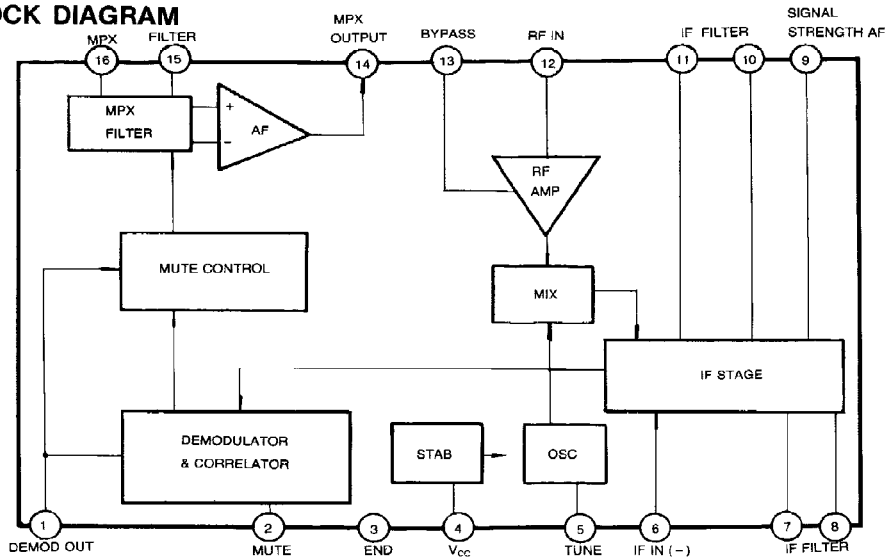 OCK DIAGRAM
MPX
FILTER
MPX OUTPUT
BYPASS
RF IN
IF FILTER
SIGNAL STRENGTH AF
16
15
14
13
12
11
10
9
MPX
FILTER
+
−
AF
RF
AMP
MUTE CONTROL
MIX
IF STAGE
DEMODULATOR
& CORRELATOR
STAB
OSC
1
2
3
4
5
6
7
8
DEMOD OUT
MUTE
END
Vcc
TUNE
IF IN (−)
IF FILTER